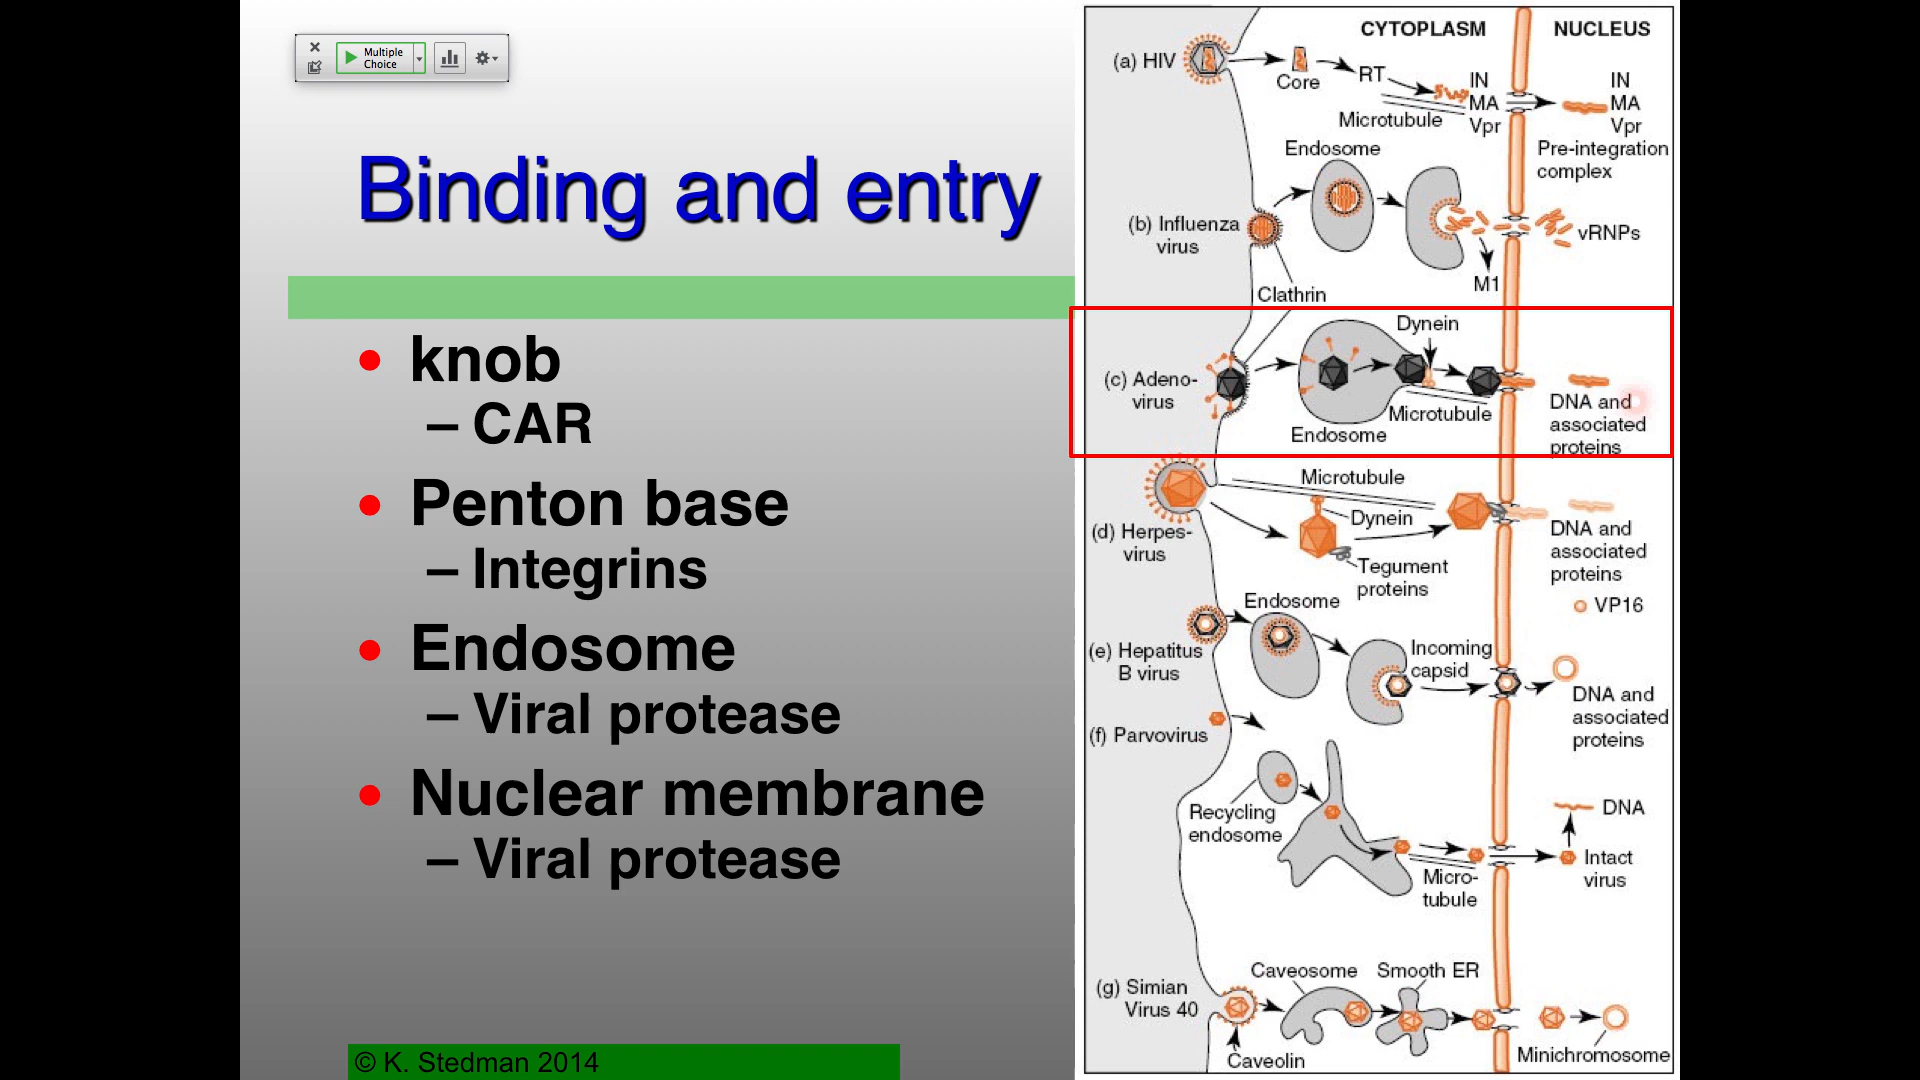 Multiple
Choice
Binding and entry
knob
– CAR
Penton base
– Integrins
Endosome
– Viral protease
Nuclear membrane
– Viral protease
© K. Stedman 2014
CYTOPLASM NUCLEUS
(a) HIV
Core
RT
IN
MA
Vpr
Microtubule
IN
MA
Vpr
Pre-integration
complex
Endosome
(b) Influenza
virus
vRNPs
M1
Clathrin
Dynein
(c) Adeno-
virus
Microtubule
Endosome
DNA and
associated
proteins
Microtubule
Dynein
(d) Herpes-
virus
Tegument
proteins
DNA and
associated
proteins
VP16
Endosome
(e) Hepatitus
B virus
Incoming
capsid
DNA and
associated
proteins
(f) Parvovirus
Recycling
endosome
DNA
Intact
virus
Micro-
tubule
Caveosome Smooth ER
(g) Simian
Virus 40
Caveolin
Minichromosome